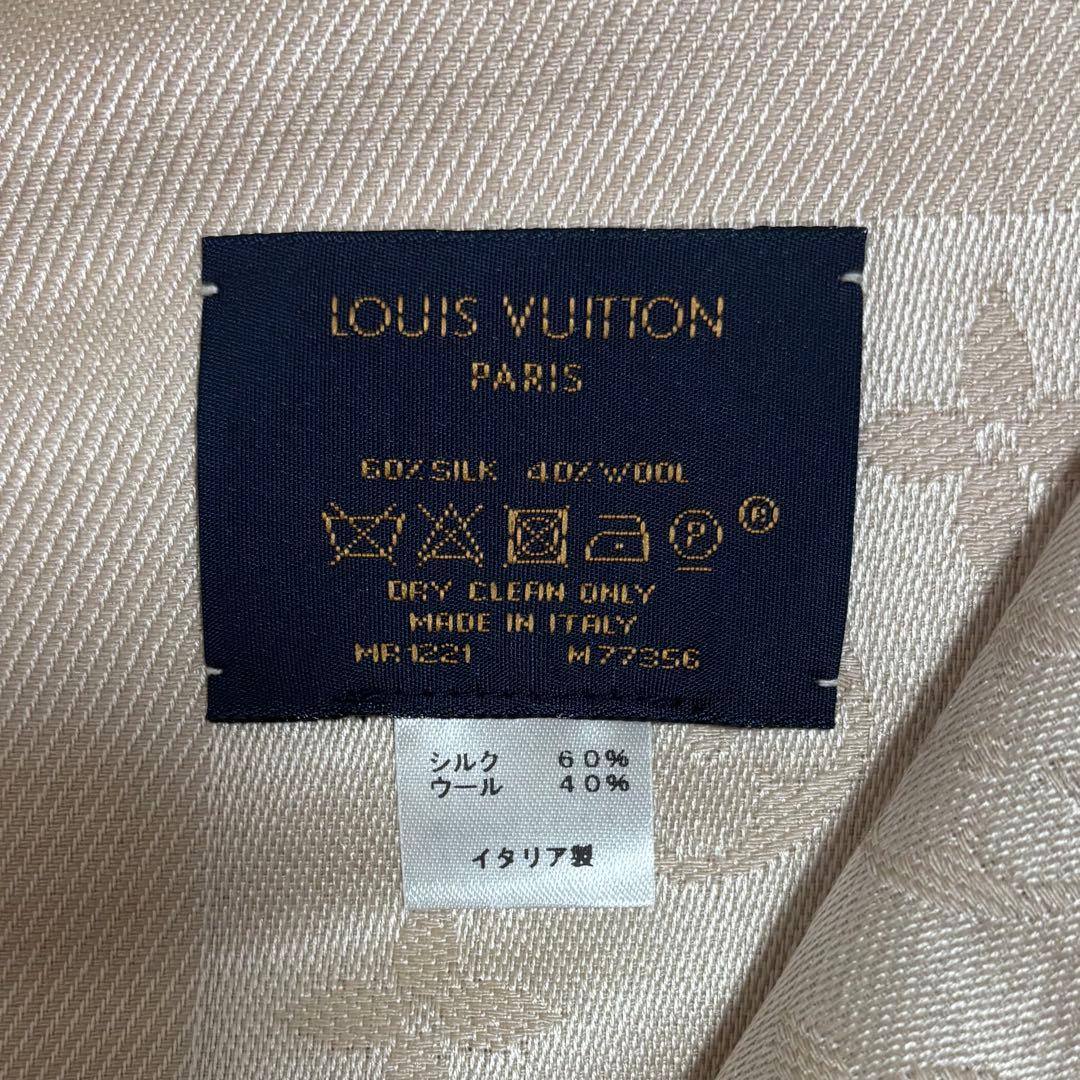 LOUIS VUITTON
PARIS
60% SILK 40% WOOL
P ®
DRY CLEAN ONLY
MADE IN ITALY
MR1221 M77356
シルク 60%
ウール 40%
イタリア製